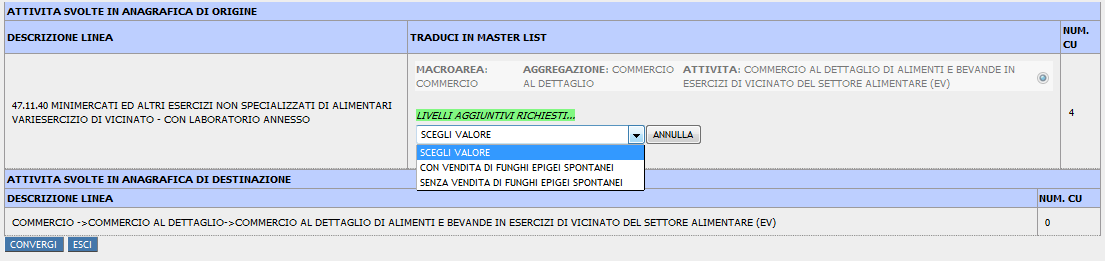 ATTIVITA SVOLTE IN ANAGRAFICA DI ORIGINE
DESCRIZIONE LINEA
TRADUCI IN MASTER LIST
NUM. CU
47.11.40 MINIMERCATI ED ALTRI ESERCIZI NON SPECIALIZZATI DI ALIMENTARI
VARIESERCIZIO DI VICINATO - CON LABORATORIO ANNESSO
MACROAREA:
COMMERCIO
AGGREGAZIONE: COMMERCIO
AL DETTAGLIO
ATTIVITA: COMMERCIO AL DETTAGLIO DI ALIMENTI E BEVANDE IN
ESERCIZI DI VICINATO DEL SETTORE ALIMENTARE (EV)
LIVELLI AGGIUNTIVI RICHIESTI...
SCEGLI VALORE
ANNULLA
SCEGLI VALORE
CON VENDITA DI FUNGHI EPIGEI SPONTANEI
SENZA VENDITA DI FUNGHI EPIGEI SPONTANEI
4
ATTIVITA SVOLTE IN ANAGRAFICA DI DESTINAZIONE
DESCRIZIONE LINEA
NUM. CU
COMMERCIO ->COMMERCIO AL DETTAGLIO->COMMERCIO AL DETTAGLIO DI ALIMENTI E BEVANDE IN ESERCIZI DI VICINATO DEL SETTORE ALIMENTARE (EV)
0
CONVERGI
ESCI